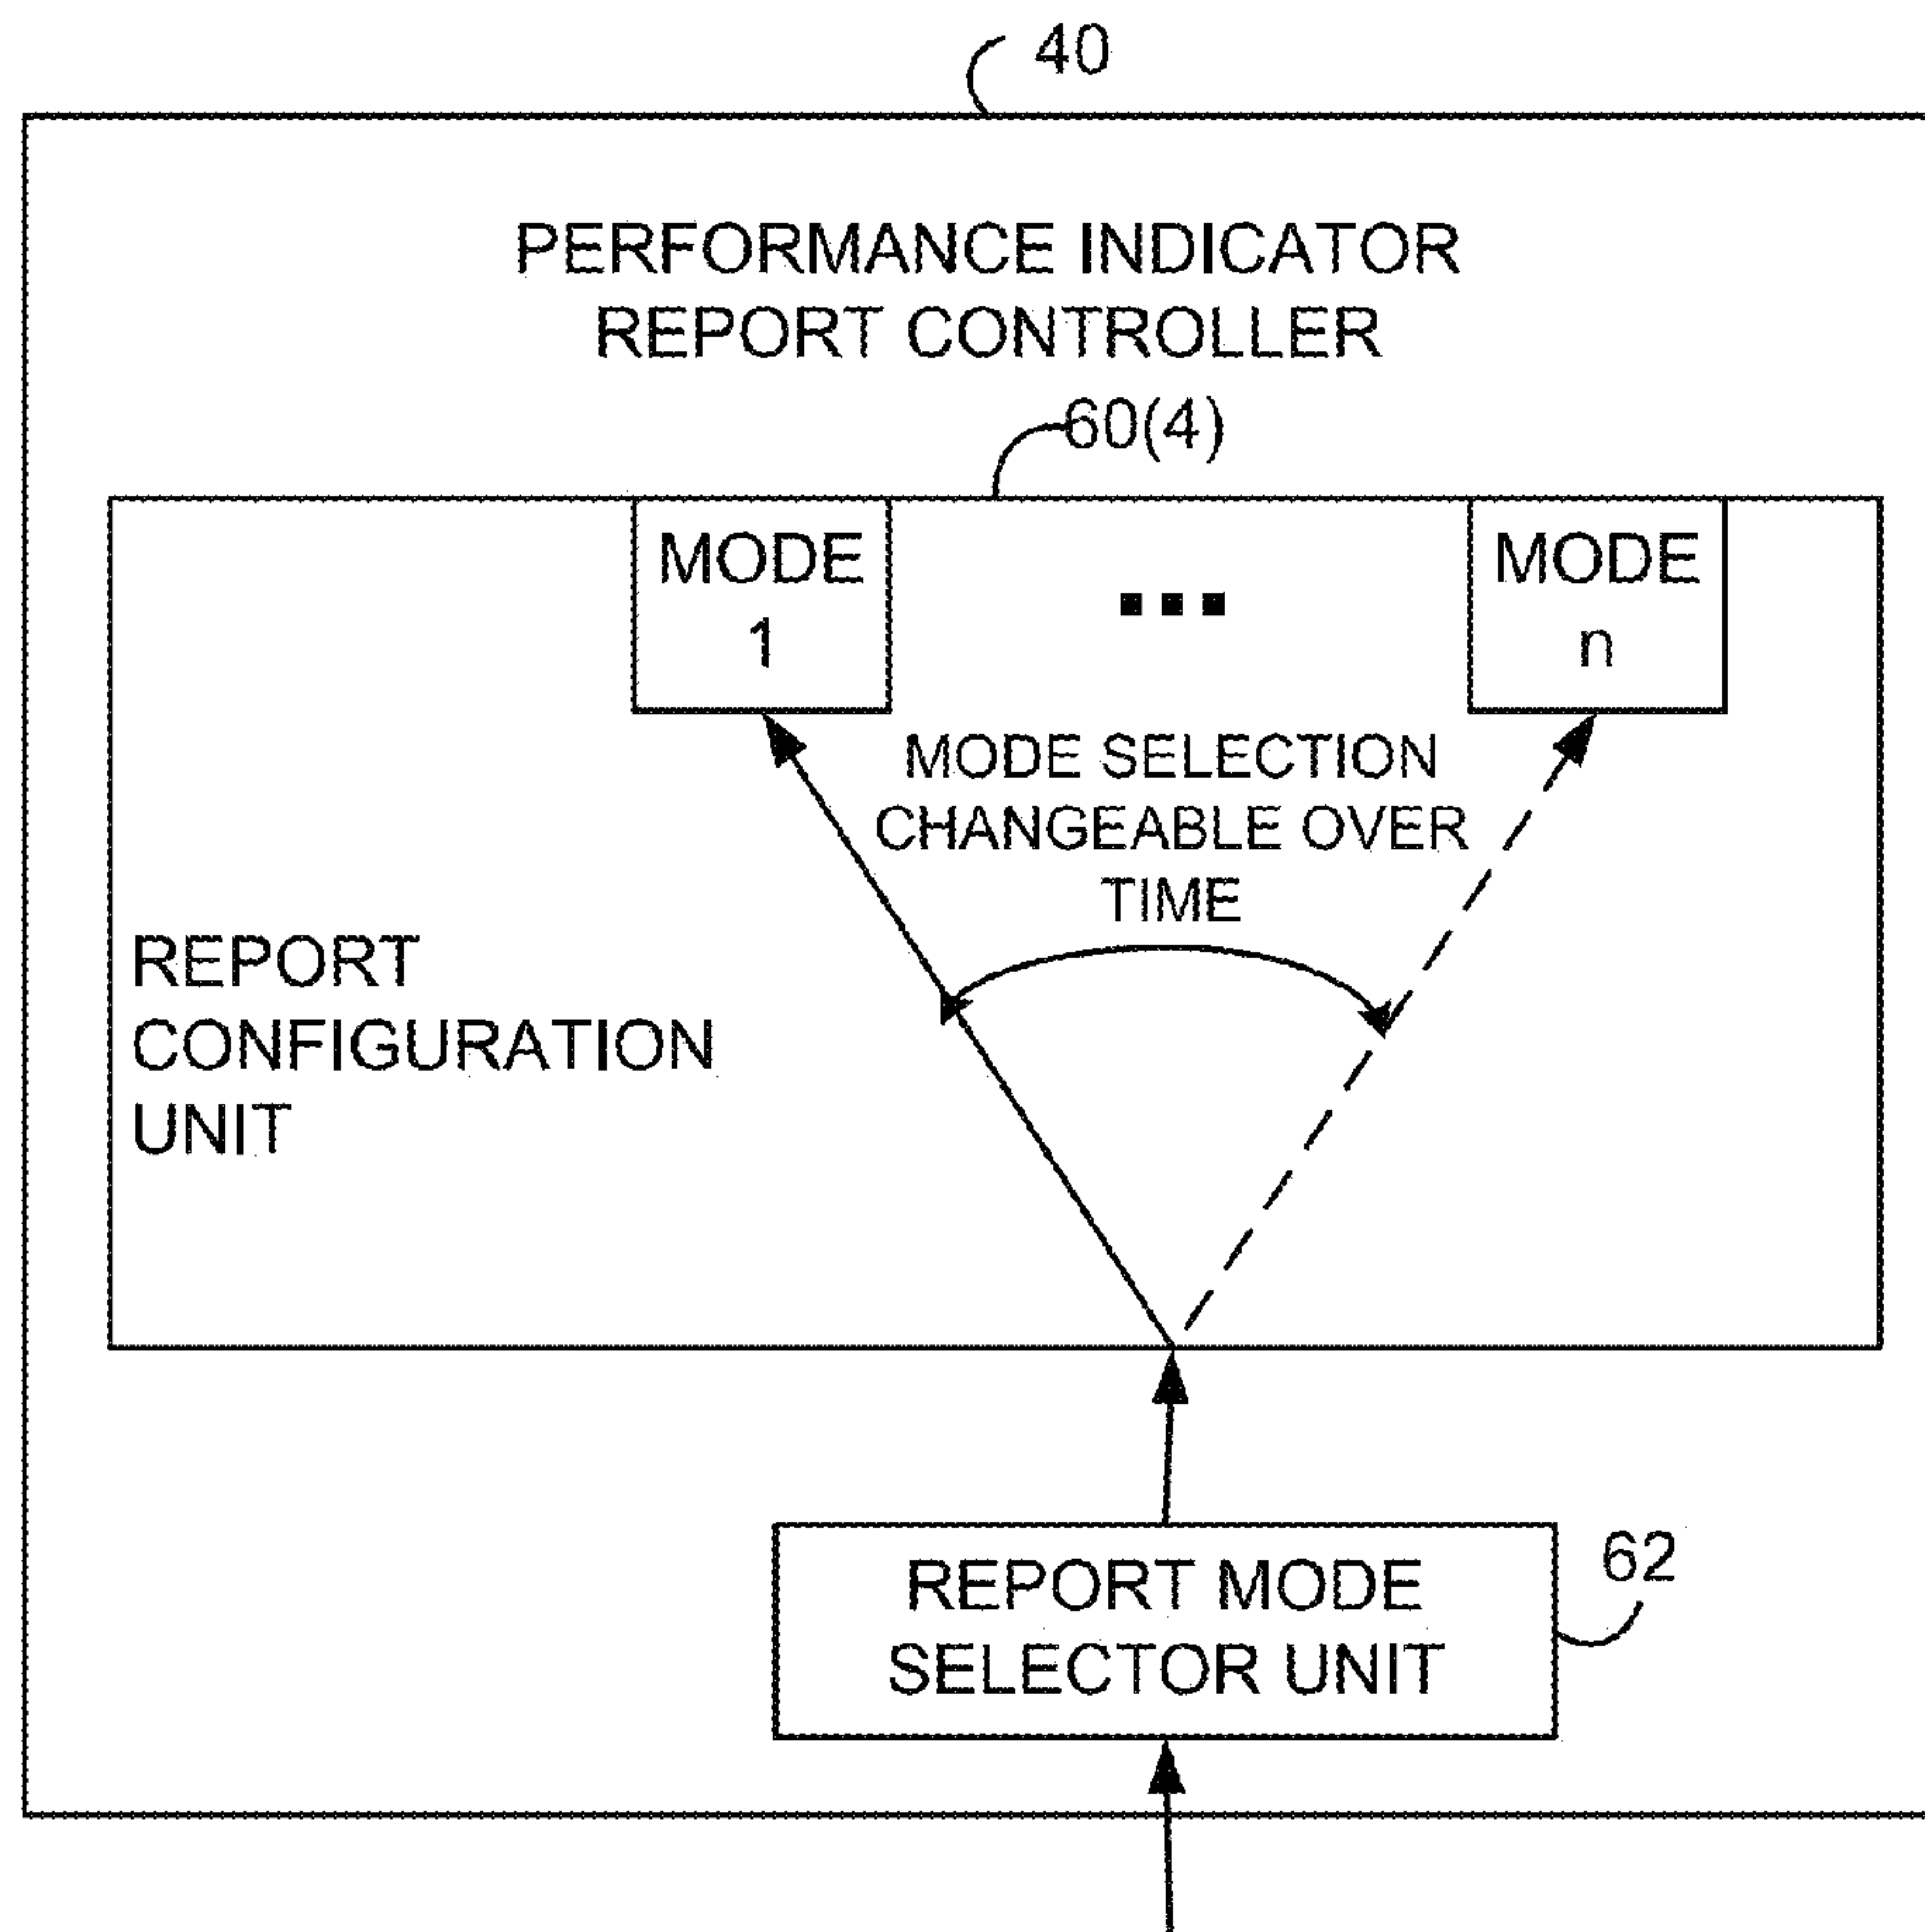 40
PERFORMANCE INDICATOR
REPORT CONTROLLER
60(4)
MODE
1
MODE
n
MODE SELECTION
CHANGEABLE OVER
TIME
REPORT
CONFIGURATION
UNIT
REPORT MODE
SELECTOR UNIT
62